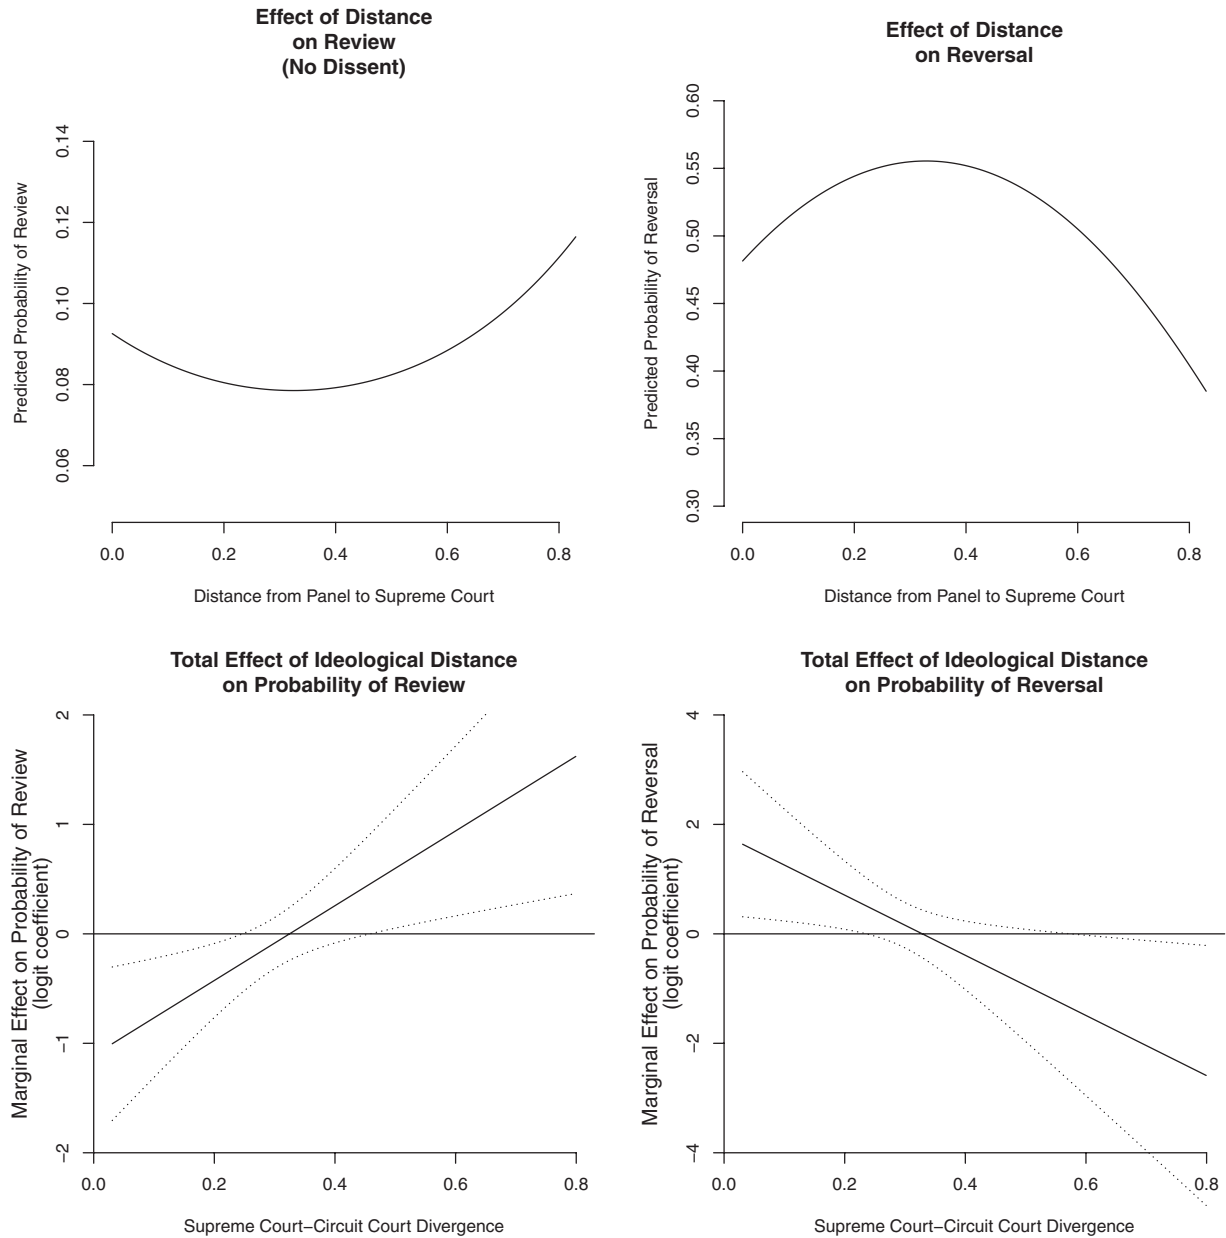 Effect of Distance
on Review
(No Dissent)
Predicted Probability of Review
0.14
0.12
0.10
0.08
0.06
0.0 0.2 0.4 0.6 0.8
Distance from Panel to Supreme Court
Effect of Distance
on Reversal
Predicted Probability of Reversal
0.60
0.55
0.50
0.45
0.40
0.35
0.30
0.0 0.2 0.4 0.6 0.8
Distance from Panel to Supreme Court
Total Effect of Ideological Distance
on Probability of Review
Marginal Effect on Probability of Review
(logit coefficient)
2
1
0
−1
−2
0.0 0.2 0.4 0.6 0.8
Supreme Court−Circuit Court Divergence
Total Effect of Ideological Distance
on Probability of Reversal
Marginal Effect on Probability of Reversal
(logit coefficient)
4
2
0
−2
−4
0.0 0.2 0.4 0.6 0.8
Supreme Court−Circuit Court Divergence